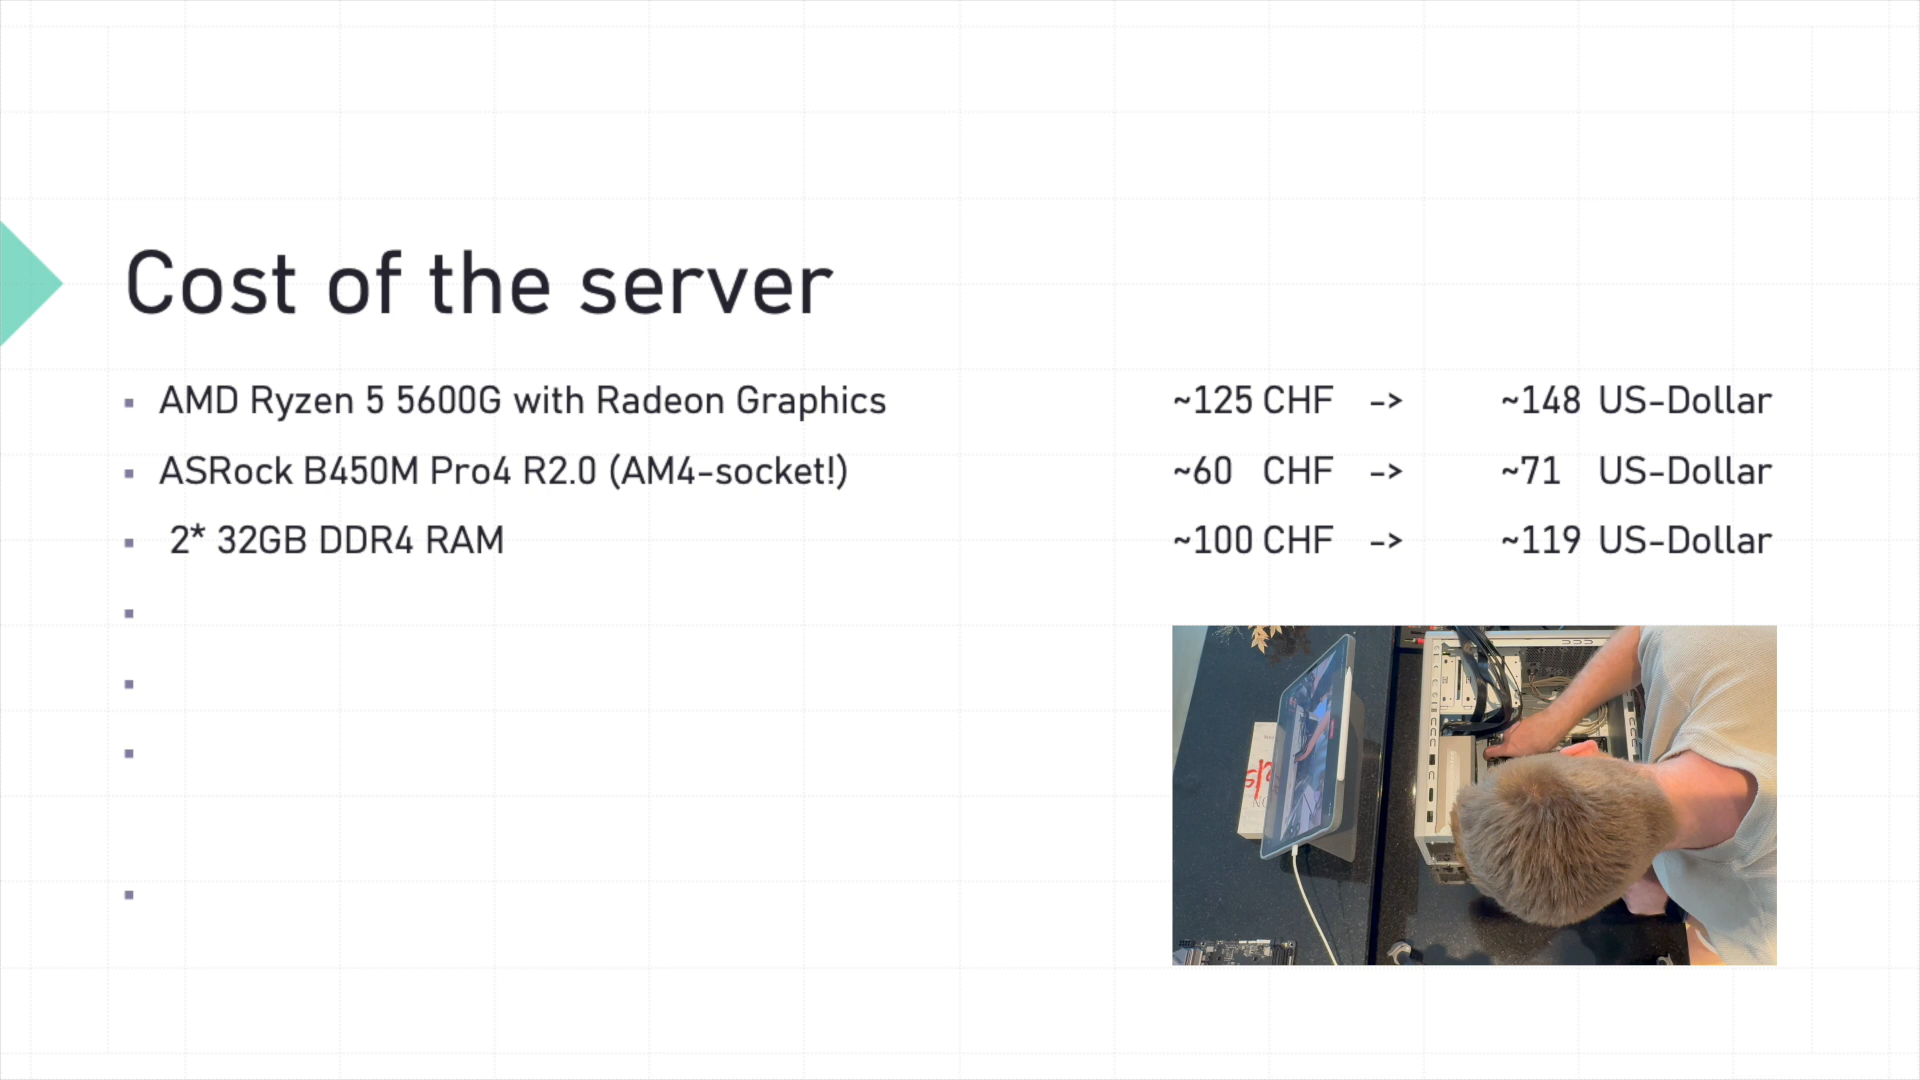 Cost of the server
AMD Ryzen 5 5600G with Radeon Graphics ~125 CHF -> ~148 US-Dollar
ASRock B450M Pro4 R2.0 (AM4-socket!) ~60 CHF -> ~71 US-Dollar
2* 32GB DDR4 RAM ~100 CHF -> ~119 US-Dollar